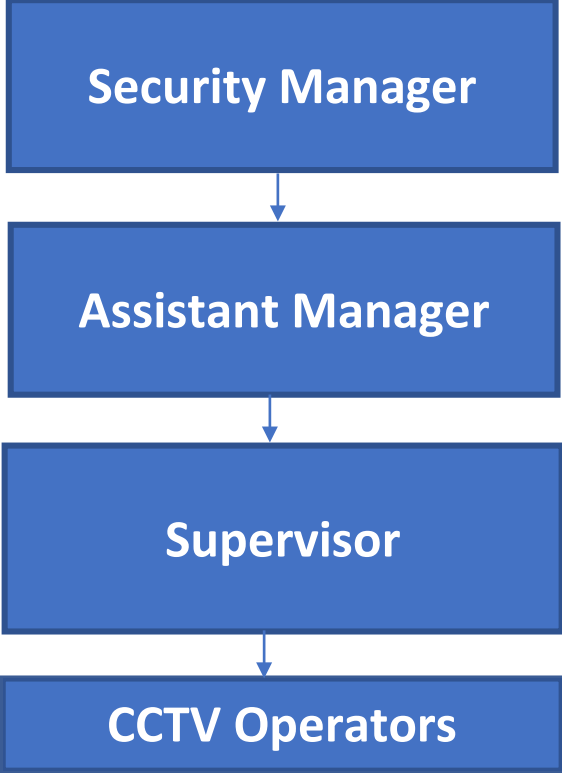 Security Manager
Assistant Manager
Supervisor
CCTV Operators